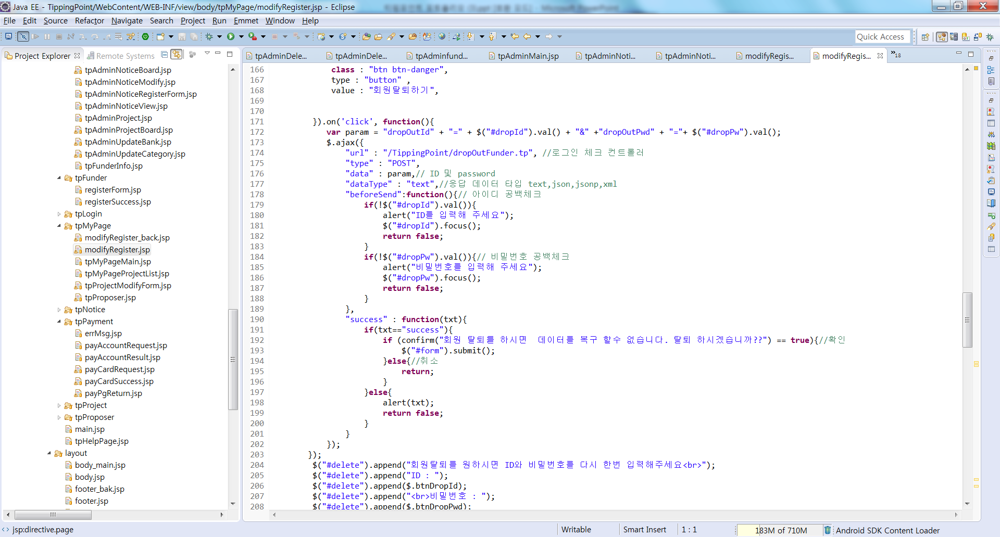 Java EE - TippingPoint/WebContent/WEB-INF/view/body/tpMyPage/modifyRegister.jsp - Eclipse
File Edit Source Refactor Navigate Search Project Run Emmet Window Help
Quick Access
Project Explorer Remote Systems
tpAdminNoticeBoard.jsp
tpAdminNoticeModify.jsp
tpAdminNoticeRegisterForm.jsp
tpAdminNoticeView.jsp
tpAdminProject.jsp
tpAdminProjectBoard.jsp
tpAdminUpdateBank.jsp
tpAdminUpdateCategory.jsp
tpFunderInfo.jsp
tpFunder
registerForm.jsp
registerSuccess.jsp
tpLogin
tpMyPage
modifyRegister_back.jsp
modifyRegister.jsp
tpMyPageMain.jsp
tpMyPageProjectList.jsp
tpProjectModifyForm.jsp
tpProposer.jsp
tpNotice
tpPayment
errMsg.jsp
payAccountRequest.jsp
payAccountResult.jsp
payCardRequest.jsp
payCardSuccess.jsp
payPgReturn.jsp
tpProject
tpProposer
main.jsp
tpHelpPage.jsp
layout
body_main.jsp
body.jsp
footer_bak.jsp
footer.jsp
tpAdminDele... tpAdminDele... tpAdminfund... tpAdminMain.jsp tpAdminNoti... tpAdminNoti... modifyRegis... modifyRegis... »18
166 class : "btn btn-danger",
167 type : "button" ,
168 value : "회원탈퇴하기",
169
170
171 }).on('click', function(){
172 var param = "dropOutId" + "=" + $("#dropId").val() + "&" +"dropOutPwd" + "="+ $("#dropPw").val();
173 $.ajax({
174 "url" : "/TippingPoint/dropOutFunder.tp", //로그인 체크 컨트롤러
175 "type" : "POST",
176 "data" : param,// ID 및 password
177 "dataType" : "text",//응답 데이터 타입 text,json,jsonp,xml
178 "beforeSend":function(){// 아이디 공백체크
179 if(!$("#dropId").val()){
180 alert("ID를 입력해 주세요");
181 $("#dropId").focus();
182 return false;
183 }
184 if(!$("#dropPw").val()){// 비밀번호 공백체크
185 alert("비밀번호를 입력해 주세요");
186 $("#dropPw").focus();
187 return false;
188 }
189 },
190 "success" : function(txt){
191 if(txt=="success"){
192 if (confirm("회원 탈퇴를 하시면  데이터를 복구 할수 없습니다. 탈퇴 하시겠습니까??") == true){//확인
193 $("#form").submit();
194 }else{//취소
195 return;
196 }
197 }else{
198 alert(txt);
199 return false;
200 }
201 }
202 });
203 });
204 $("#delete").append("회원탈퇴를 원하시면 ID와 비밀번호를 다시 한번 입력해주세요<br>");
205 $("#delete").append("ID : ");
206 $("#delete").append($.btnDropId);
207 $("#delete").append("<br>비밀번호 : ");
208 $("#delete").append($.btnDropPwd);
jsp:directive.page
Writable
Smart Insert
1 : 1
183M of 710M
Android SDK Content Loader